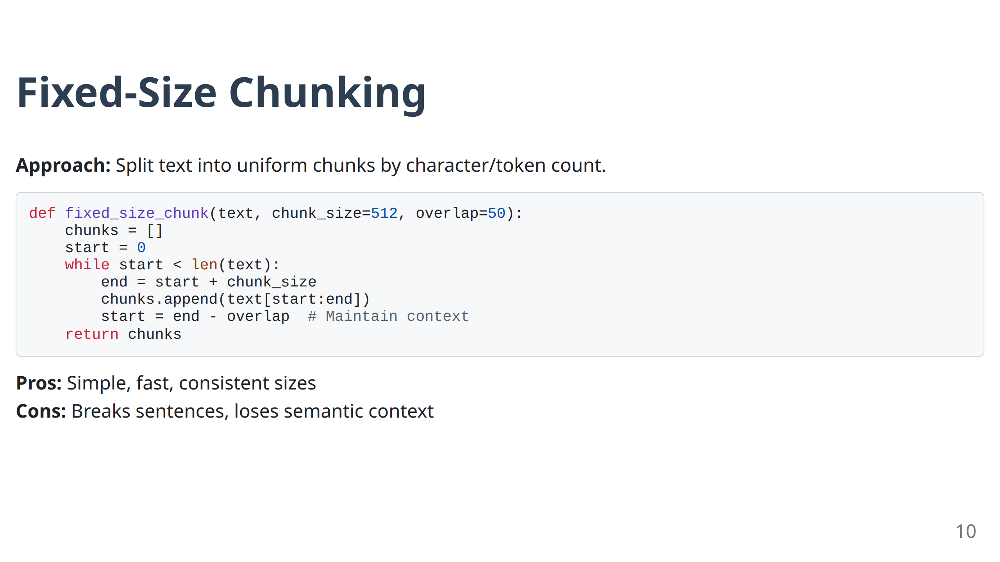 Fixed-Size Chunking
Approach: Split text into uniform chunks by character/token count.
def fixed_size_chunk(text, chunk_size=512, overlap=50):
    chunks = []
    start = 0
    while start < len(text):
        end = start + chunk_size
        chunks.append(text[start:end])
        start = end - overlap  # Maintain context
    return chunks
Pros: Simple, fast, consistent sizes
Cons: Breaks sentences, loses semantic context
10